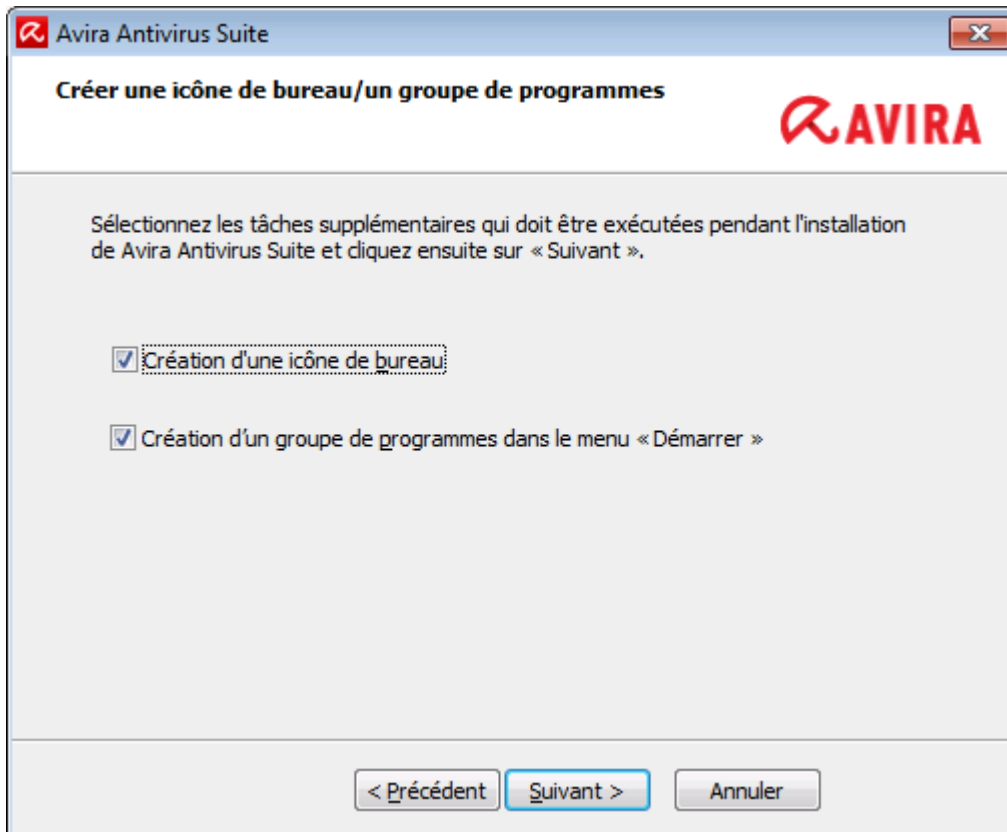 Avira Antivirus Suite
Créer une icône de bureau/un groupe de programmes
AVIRA
Sélectionnez les tâches supplémentaires qui doit être exécutées pendant l'installation
de Avira Antivirus Suite et cliquez ensuite sur « Suivant ».
Création d'une icône de bureau
Création d’un groupe de programmes dans le menu « Démarrer »
< Précédent Suivant > Annuler